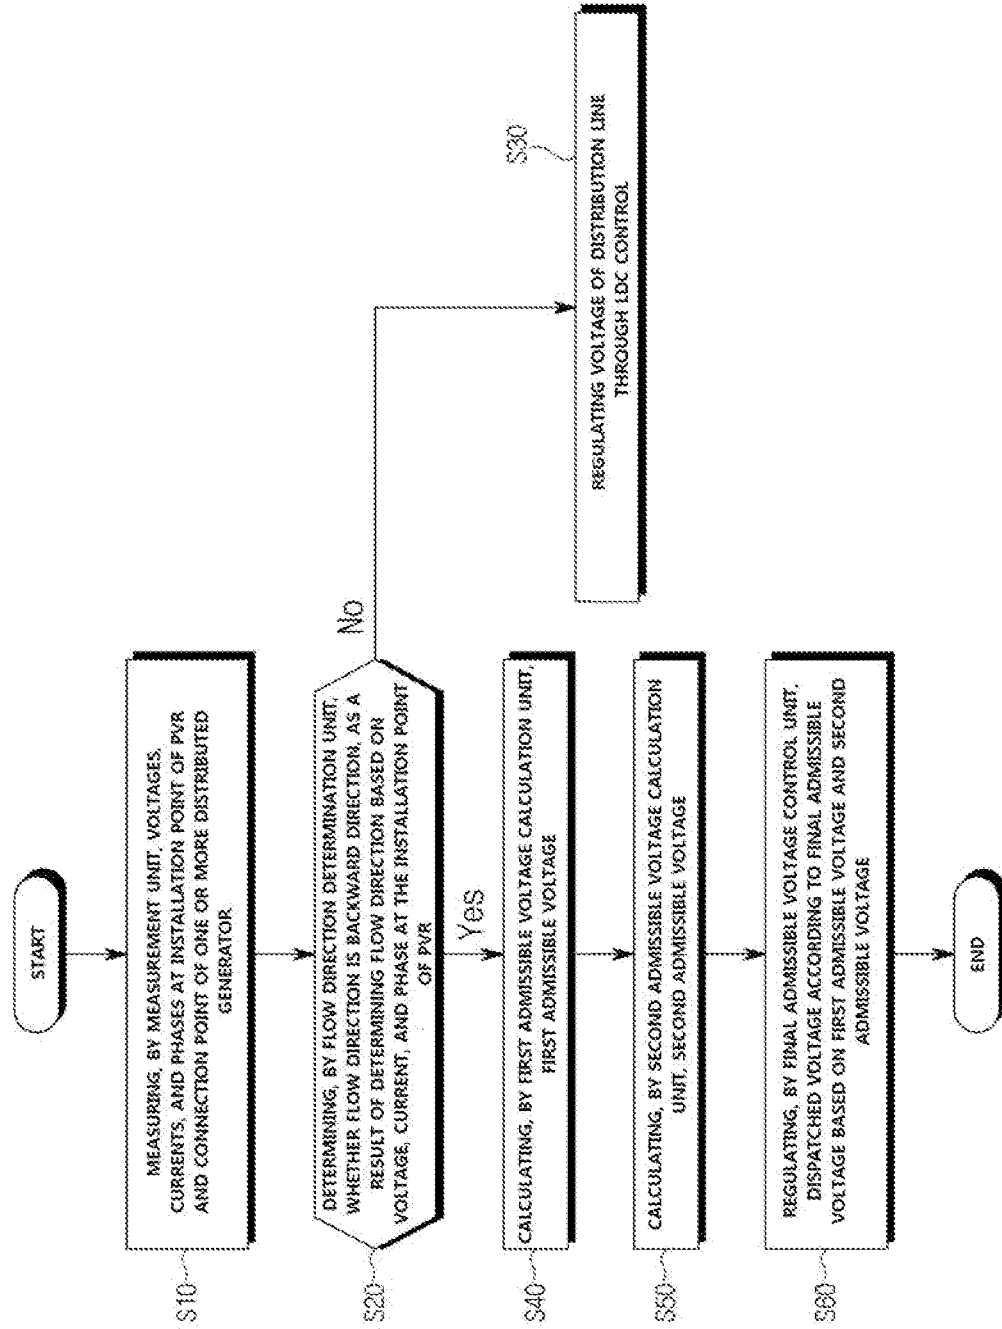 START
S10
MEASURING, BY MEASUREMENT UNIT, VOLTAGES,
CURRENTS, AND PHASES AT INSTALLATION POINT OF PVR
AND CONNECTION POINT OF ONE OR MORE DISTRIBUTED
GENERATOR
S20
DETERMINING, BY FLOW DIRECTION DETERMINATION UNIT,
WHETHER FLOW DIRECTION IS BACKWARD DIRECTION, AS A
RESULT OF DETERMINING FLOW DIRECTION BASED ON
VOLTAGE, CURRENT, AND PHASE AT THE INSTALLATION POINT
OF PVR
No
Yes
S30
REGULATING VOLTAGE OF DISTRIBUTION LINE
THROUGH LDC CONTROL
S40
CALCULATING, BY FIRST ADMISSIBLE VOLTAGE CALCULATION UNIT,
FIRST ADMISSIBLE VOLTAGE
S50
CALCULATING, BY SECOND ADMISSIBLE VOLTAGE CALCULATION
UNIT, SECOND ADMISSIBLE VOLTAGE
S60
REGULATING, BY FINAL ADMISSIBLE VOLTAGE CONTROL UNIT,
DISPATCHED VOLTAGE ACCORDING TO FINAL ADMISSIBLE
VOLTAGE BASED ON FIRST ADMISSIBLE VOLTAGE AND SECOND
ADMISSIBLE VOLTAGE
END